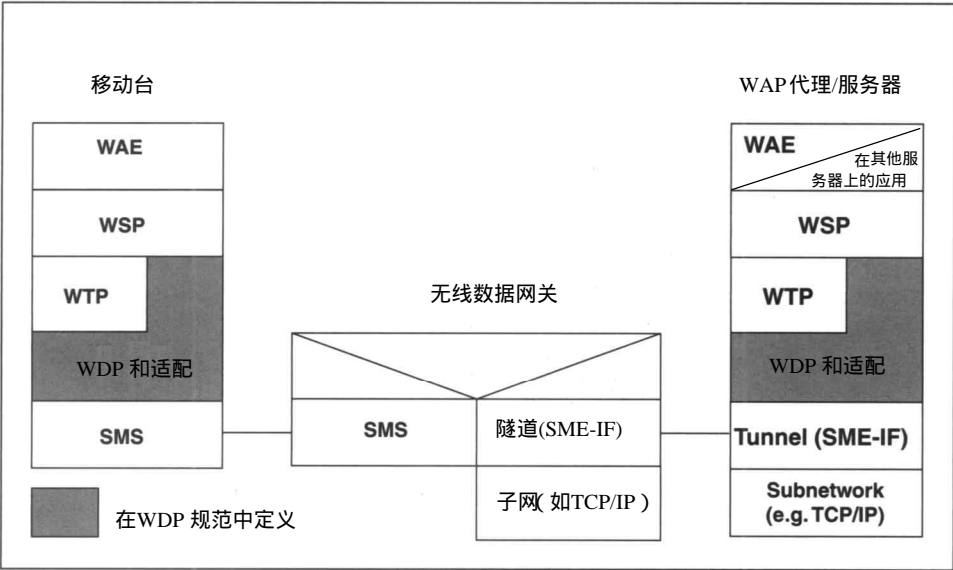 移动台
WAP代理/服务器
WAE
WSP
WTP
WDP 和适配
SMS
无线数据网关
SMS
隧道(SME-IF)
子网(如TCP/IP)
WAE
在其他服
务器上的应用
WSP
WTP
WDP 和适配
Tunnel (SME-IF)
Subnetwork
(e.g. TCP/IP)
在WDP 规范中定义